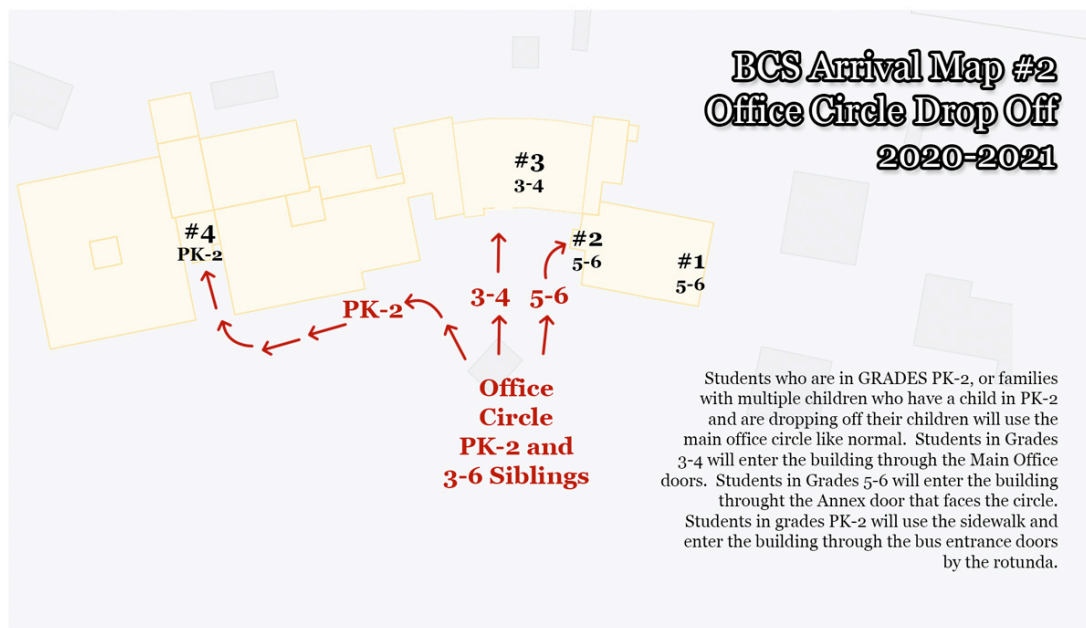 BCS Arrival Map #2
Office Circle Drop Off
2020-2021
#3
3-4
#4
PK-2
#2
5-6
#1
5-6
PK-2
3-4
5-6
Office
Circle
PK-2 and
3-6 Siblings
Students who are in GRADES PK-2, or families
with multiple children who have a child in PK-2
and are dropping off their children will use the
main office circle like normal.  Students in Grades
3-4 will enter the building through the Main Office
doors.  Students in Grades 5-6 will enter the building
throught the Annex door that faces the circle.
Students in grades PK-2 will use the sidewalk and
enter the building through the bus entrance doors
by the rotunda.